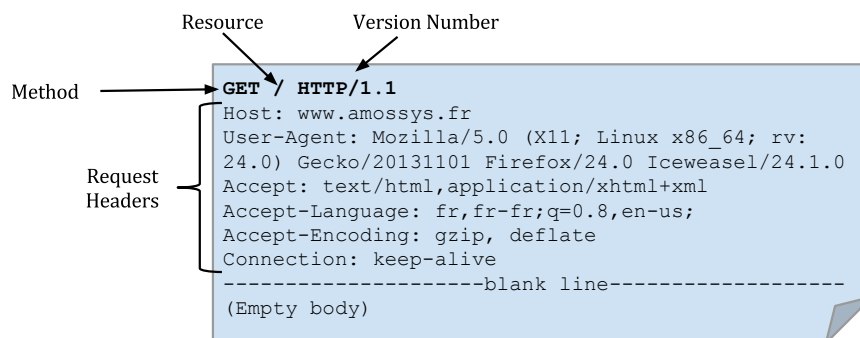 Resource
Version Number
Method
GET / HTTP/1.1
Host: www.amossys.fr
User-Agent: Mozilla/5.0 (X11; Linux x86_64; rv:
24.0) Gecko/20131101 Firefox/24.0 Iceweasel/24.1.0
Request
Headers
Accept: text/html,application/xhtml+xml
Accept-Language: fr,fr-fr;q=0.8,en-us;
Accept-Encoding: gzip, deflate
Connection: keep-alive
---------------------blank line-------------------
(Empty body)